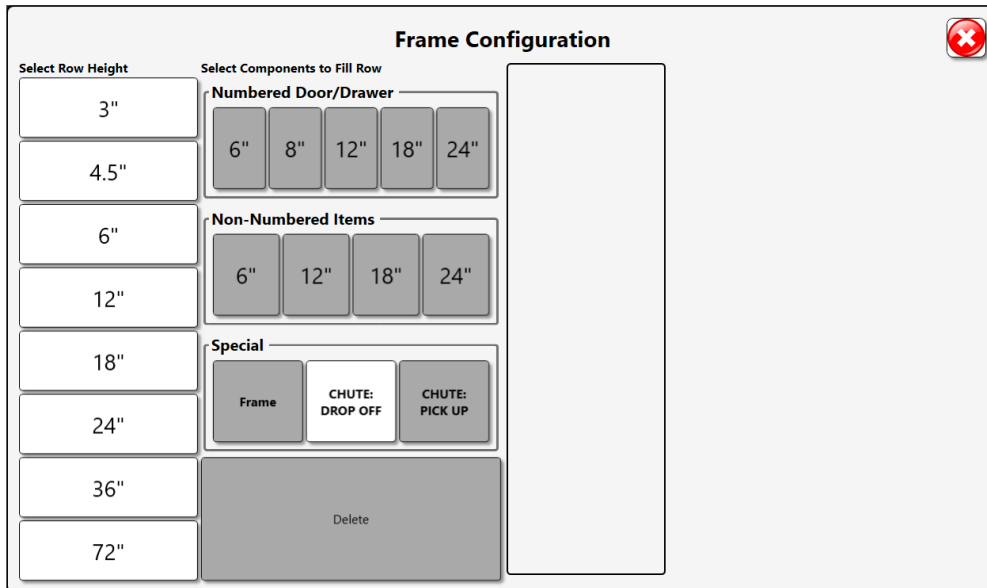 Frame Configuration
Select Row Height
3"
4.5"
6"
12"
18"
24"
36"
72"
Select Components to Fill Row
Numbered Door/Drawer
6" 8" 12" 18" 24"
Non-Numbered Items
6" 12" 18" 24"
Special
Frame
CHUTE:
DROP OFF
CHUTE:
PICK UP
Delete